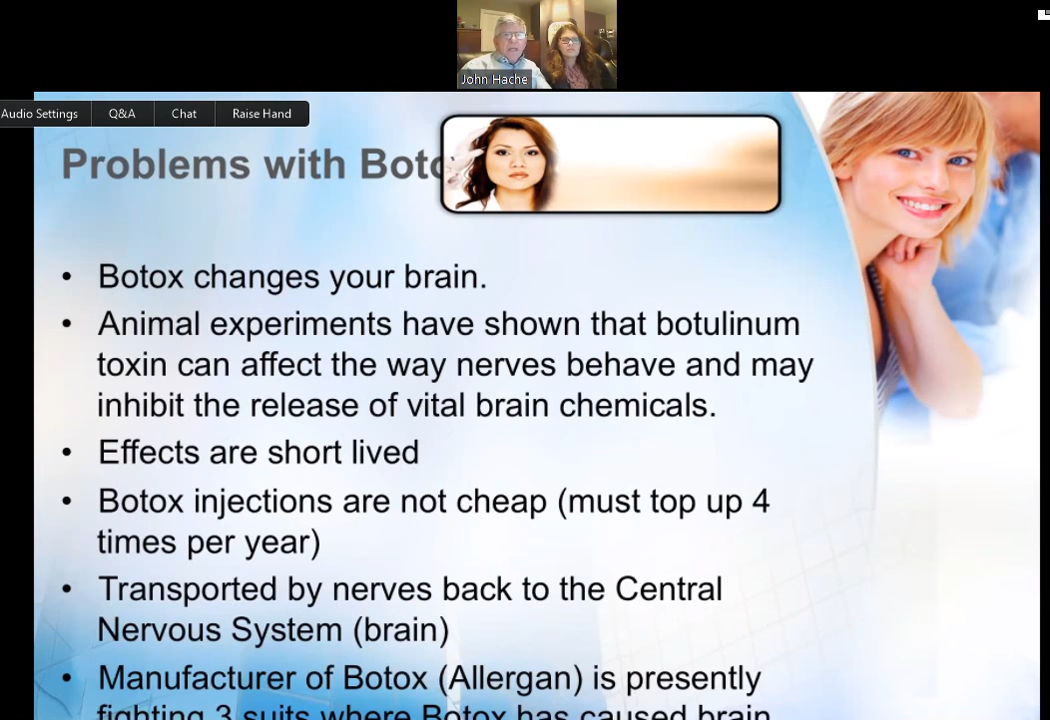 John Hache
Audio Settings Q&A Chat Raise Hand
Problems with Boto
• Botox changes your brain.
• Animal experiments have shown that botulinum
toxin can affect the way nerves behave and may
inhibit the release of vital brain chemicals.
• Effects are short lived
• Botox injections are not cheap (must top up 4
times per year)
• Transported by nerves back to the Central
Nervous System (brain)
• Manufacturer of Botox (Allergan) is presently
fighting 3 suits where Botox has caused brain